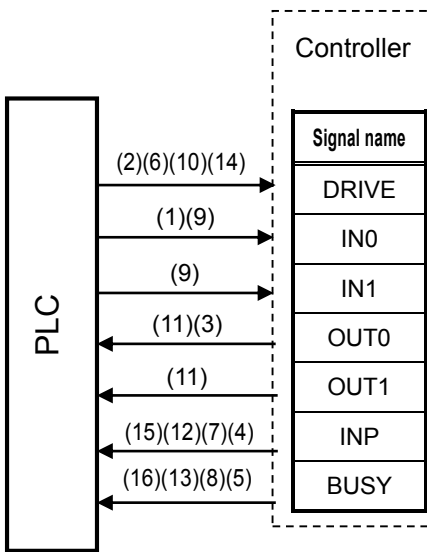 Controller
Signal name
(2)(6)(10)(14)
DRIVE
(1)(9)
IN0
(9)
IN1
PLC
(11)(3)
OUT0
(11)
OUT1
(15)(12)(7)(4)
INP
(16)(13)(8)(5)
BUSY